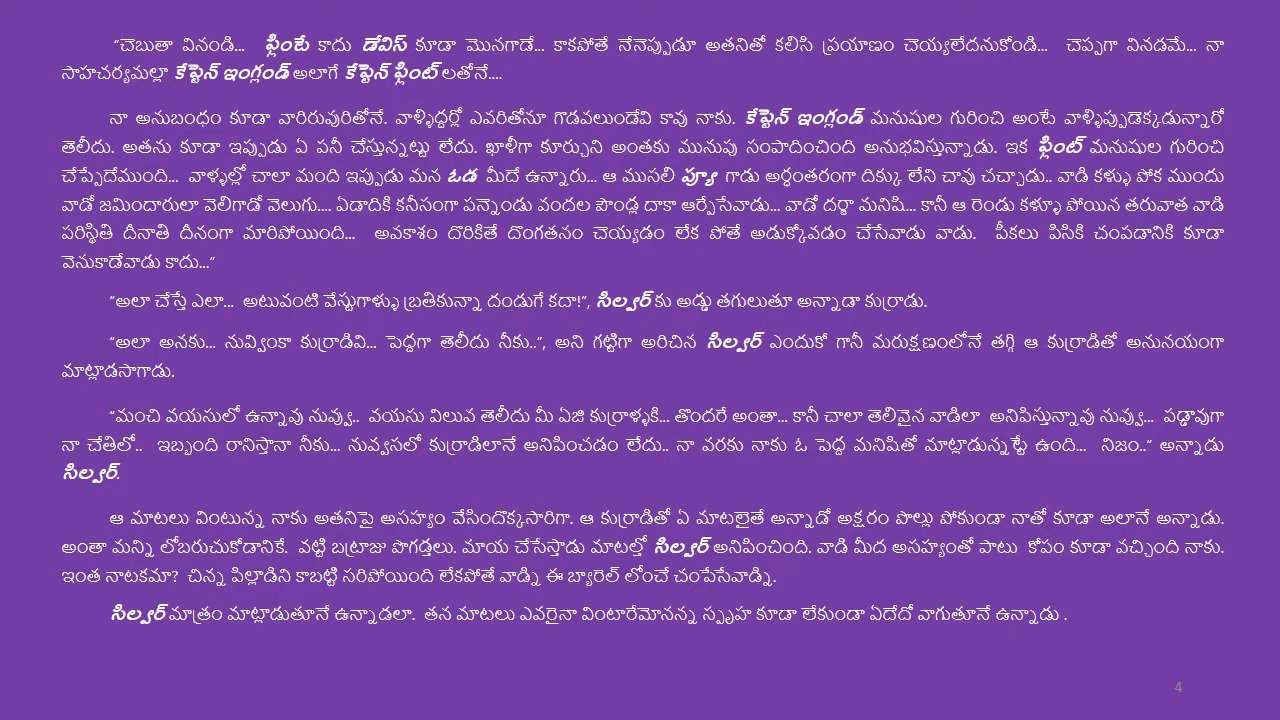 "చెబుతా వినండి... ఫ్లింటే కాదు డేవిస్ కూడా మొనగాడే... కాకపోతే నేనెప్పుడూ అతనితో కలిసి ప్రయాణం చెయ్యలేదనుకోండి... చెప్పగా వినడమే... నా
సాహచర్యమల్లా కేప్టెన్ ఇంగ్లండ్ అలాగే కేప్టెన్ ఫ్లింట్ లతోనే....
నా అనుబంధం కూడా వారిరువురితోనే. వాళ్ళిద్దర్లో ఎవరితోనూ గొడవలుండేవి కావు నాకు. కేప్టెన్ ఇంగ్లండ్ మనుషుల గురించి అంటే వాళ్ళిప్పుడెక్కడున్నారో
తెలీదు. అతను కూడా ఇప్పుడు ఏ పనీ చేస్తున్నట్టు లేదు. ఖాళీగా కూర్చుని అంతకు మునుపు సంపాదించింది అనుభవిస్తున్నాడు. ఇక ఫ్లింట్ మనుషుల గురించి
చేప్పేదేముంది... వాళ్ళల్లో చాలా మంది ఇప్పుడు మన ఓడ మీదే ఉన్నారు... ఆ ముసలి ప్యూ గాడు అర్ధంతరంగా దిక్కు లేని చావు చచ్చాడు.. వాడి కళ్ళు పోక ముందు
వాడో జమిందారులా వెలిగాడో వెలుగు.... ఏడాదికి కనీసంగా పన్నెండు వందల పౌండ్ల దాకా ఆర్పేసేవాడు... వాడో దర్జా మనిషి... కానీ ఆ రెండు కళ్ళూ పోయిన తరువాత వాడి
పరిస్థితి దినాతి దినంగా మారిపోయింది... అవకాశం దొరికితే దొంగతనం చెయ్యడం లేక పోతే అడుక్కోవడం చేసేవాడు వాడు. పీకలు పిసికి చంపడానికి కూడా
వెనుకాడేవాడు కాదు..."
"అలా చేస్తే ఎలా... అటువంటి వేస్టుగాళ్ళు బ్రతికున్నా దండుగే కదా!", సిల్వర్ కు అడ్డు తగులుతూ అన్నాడా కుర్రాడు.
"అలా అనకు... నువ్వింకా కుర్రాడివి... పెద్దగా తెలీదు నీకు..", అని గట్టిగా అరిచిన సిల్వర్ ఎందుకో గానీ మరుక్షణంలోనే తగ్గి ఆ కుర్రాడితో అనునయంగా
మాట్లాడసాగాడు.
"మంచి వయసులో ఉన్నావు నువ్వు.. వయసు విలువ తెలీదు మీ ఏజి కుర్రాళ్ళకి... తొందరే అంతా... కానీ చాలా తెలివైన వాడిలా అనిపిస్తున్నావు నువ్వు... పడ్డావుగా
నా చేతిలో.. ఇబ్బంది రానిస్తానా నీకు... నువ్వసలో కుర్రాడిలానే అనిపించడం లేదు.. నా వరకు నాకు ఓ పెద్ద మనిషితో మాట్లాడున్నట్టే ఉంది... నిజం.." అన్నాడు
సిల్వర్.
ఆ మాటలు వింటున్న నాకు అతనిపై అసహ్యం వేసిందొక్కసారిగా. ఆ కుర్రాడితో ఏ మాటలైతే అన్నాడో అక్షరం పొల్లు పోకుండా నాతో కూడా అలానే అన్నాడు.
అంతా మన్ని లోబరుచుకోడానికే. వట్టి బట్రాజు పొగడ్తలు. మాయ చేసేస్తాడు మాటల్తో సిల్వర్ అనిపించింది. వాడి మీద అసహ్యంతో పాటు కోపం కూడా వచ్చింది నాకు.
ఇంత నాటకమా? చిన్న పిల్లాడిని కాబట్టి సరిపోయింది లేకపోతే వాడ్ని ఈ బ్యారెల్ లోంచే చంపేసేవాడ్ని.
సిల్వర్ మాత్రం మాట్లాడుతూనే ఉన్నాడలా. తన మాటలు ఎవరైనా వింటారేమోనన్న స్పృహ కూడా లేకుండా ఏదేదో వాగుతూనే ఉన్నాడు .
4